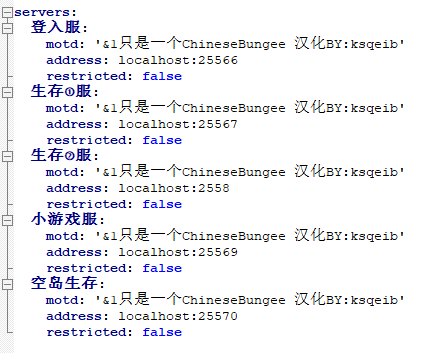 servers:
  登入服:
    motd: '&1只是一个ChineseBungee 汉化BY:ksqeib'
    address: localhost:25566
    restricted: false
  生存①服:
    motd: '&1只是一个ChineseBungee 汉化BY:ksqeib'
    address: localhost:25567
    restricted: false
  生存②服:
    motd: '&1只是一个ChineseBungee 汉化BY:ksqeib'
    address: localhost:2558
    restricted: false
  小游戏服:
    motd: '&1只是一个ChineseBungee 汉化BY:ksqeib'
    address: localhost:25569
    restricted: false
  空岛生存:
    motd: '&1只是一个ChineseBungee 汉化BY:ksqeib'
    address: localhost:25570
    restricted: false